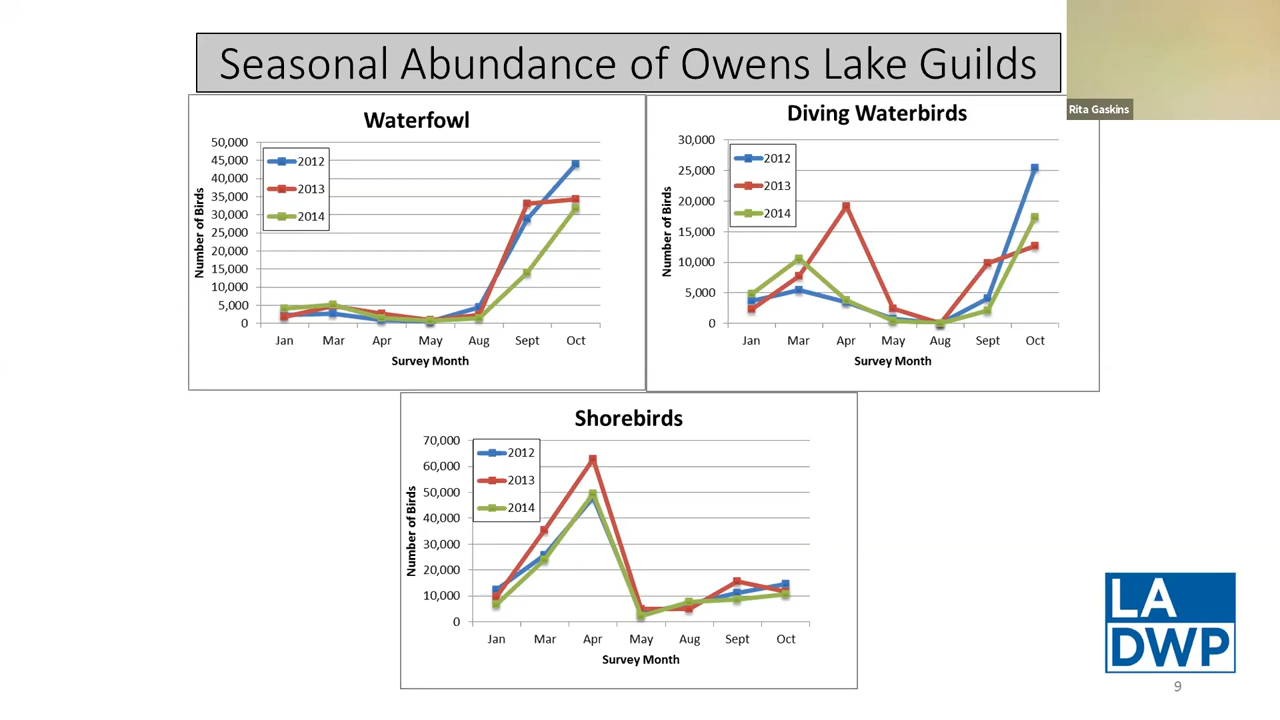 Seasonal Abundance of Owens Lake Guilds
Rita Gaskins
Waterfowl
50,000
45,000
40,000
35,000
30,000
25,000
20,000
15,000
10,000
5,000
0
Number of Birds
2012
2013
2014
Jan Mar Apr May Aug Sept Oct
Survey Month
Diving Waterbirds
30,000
25,000
20,000
15,000
10,000
5,000
0
Number of Birds
2012
2013
2014
Jan Mar Apr May Aug Sept Oct
Survey Month
Shorebirds
70,000
60,000
50,000
40,000
30,000
20,000
10,000
0
Number of Birds
2012
2013
2014
Jan Mar Apr May Aug Sept Oct
Survey Month
LA
DWP
9